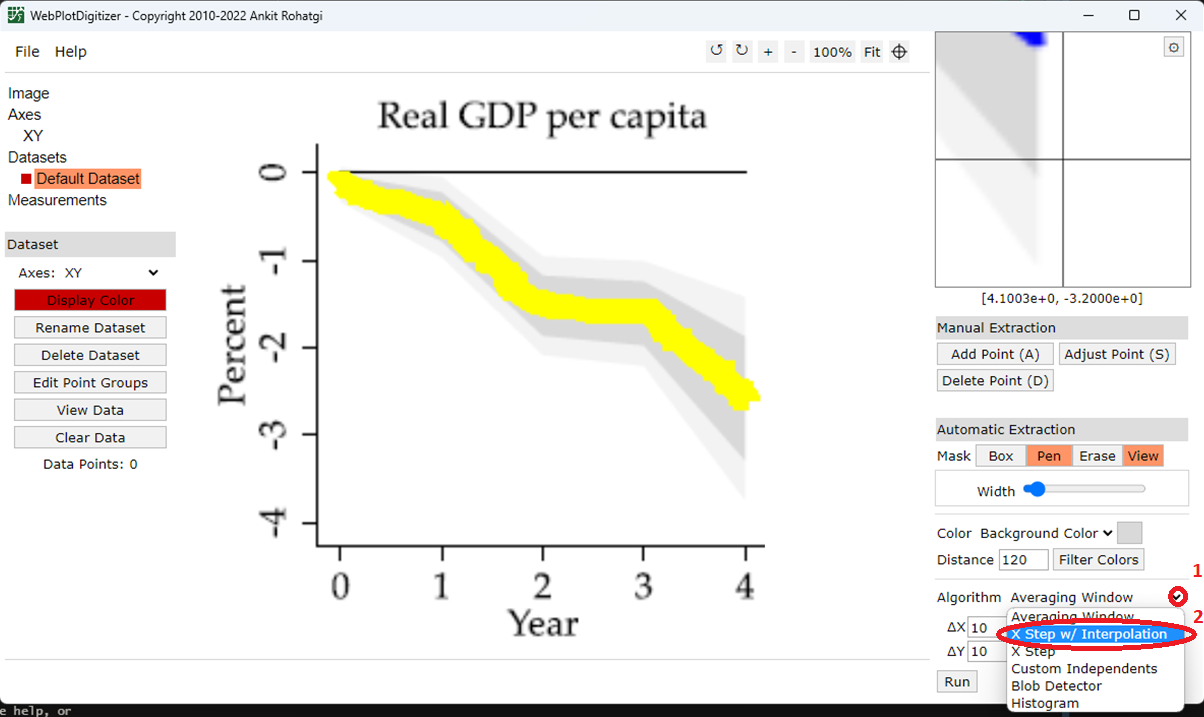 WebPlotDigitizer - Copyright 2010-2022 Ankit Rohatgi
File Help
↺ ↻ + - 100% Fit
Image
Axes
XY
Datasets
Default Dataset
Measurements
Dataset
Axes: XY
Display Color
Rename Dataset
Delete Dataset
Edit Point Groups
View Data
Clear Data
Data Points: 0
Real GDP per capita
Percent
0
-1
-2
-3
-4
0 1 2 3 4
Year
[4.1003e+0, -3.2000e+0]
Manual Extraction
Add Point (A) Adjust Point (S)
Delete Point (D)
Automatic Extraction
Mask Box Pen Erase View
Width
Color Background Color
Distance 120 Filter Colors
1
Algorithm Averaging Window
2
Averaging Window
ΔX 10
X Step w/ Interpolation
ΔY 10
X Step
Custom Independents
Run
Blob Detector
Histogram
e help, or